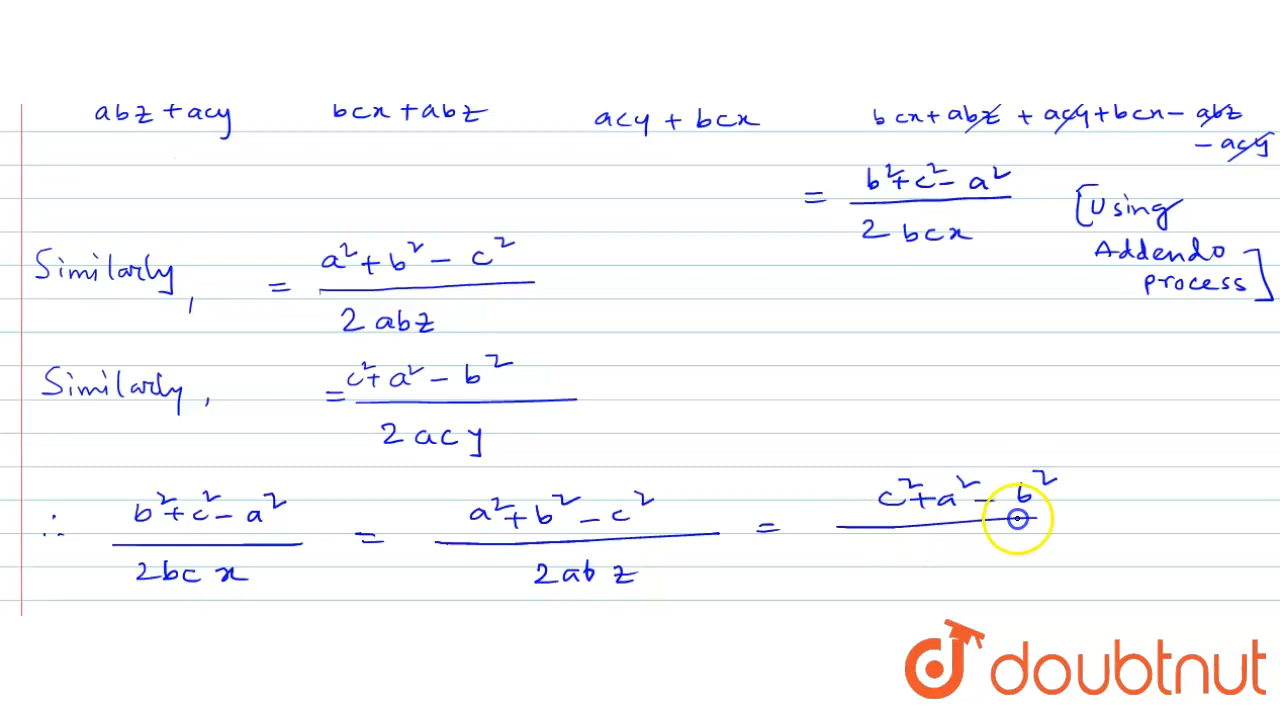 abz + acy bcx + abz acy + bcx bcx + abz + acy + bcx - abz - acy
= b²+c²-a² / 2bcx [Using Addendo process]
Similarly, = a²+b²-c² / 2abz
Similarly, = c²+a²-b² / 2acy
∴ b²+c²-a² / 2bcx = a²+b²-c² / 2abz = c²+a²-b²
doubtnut